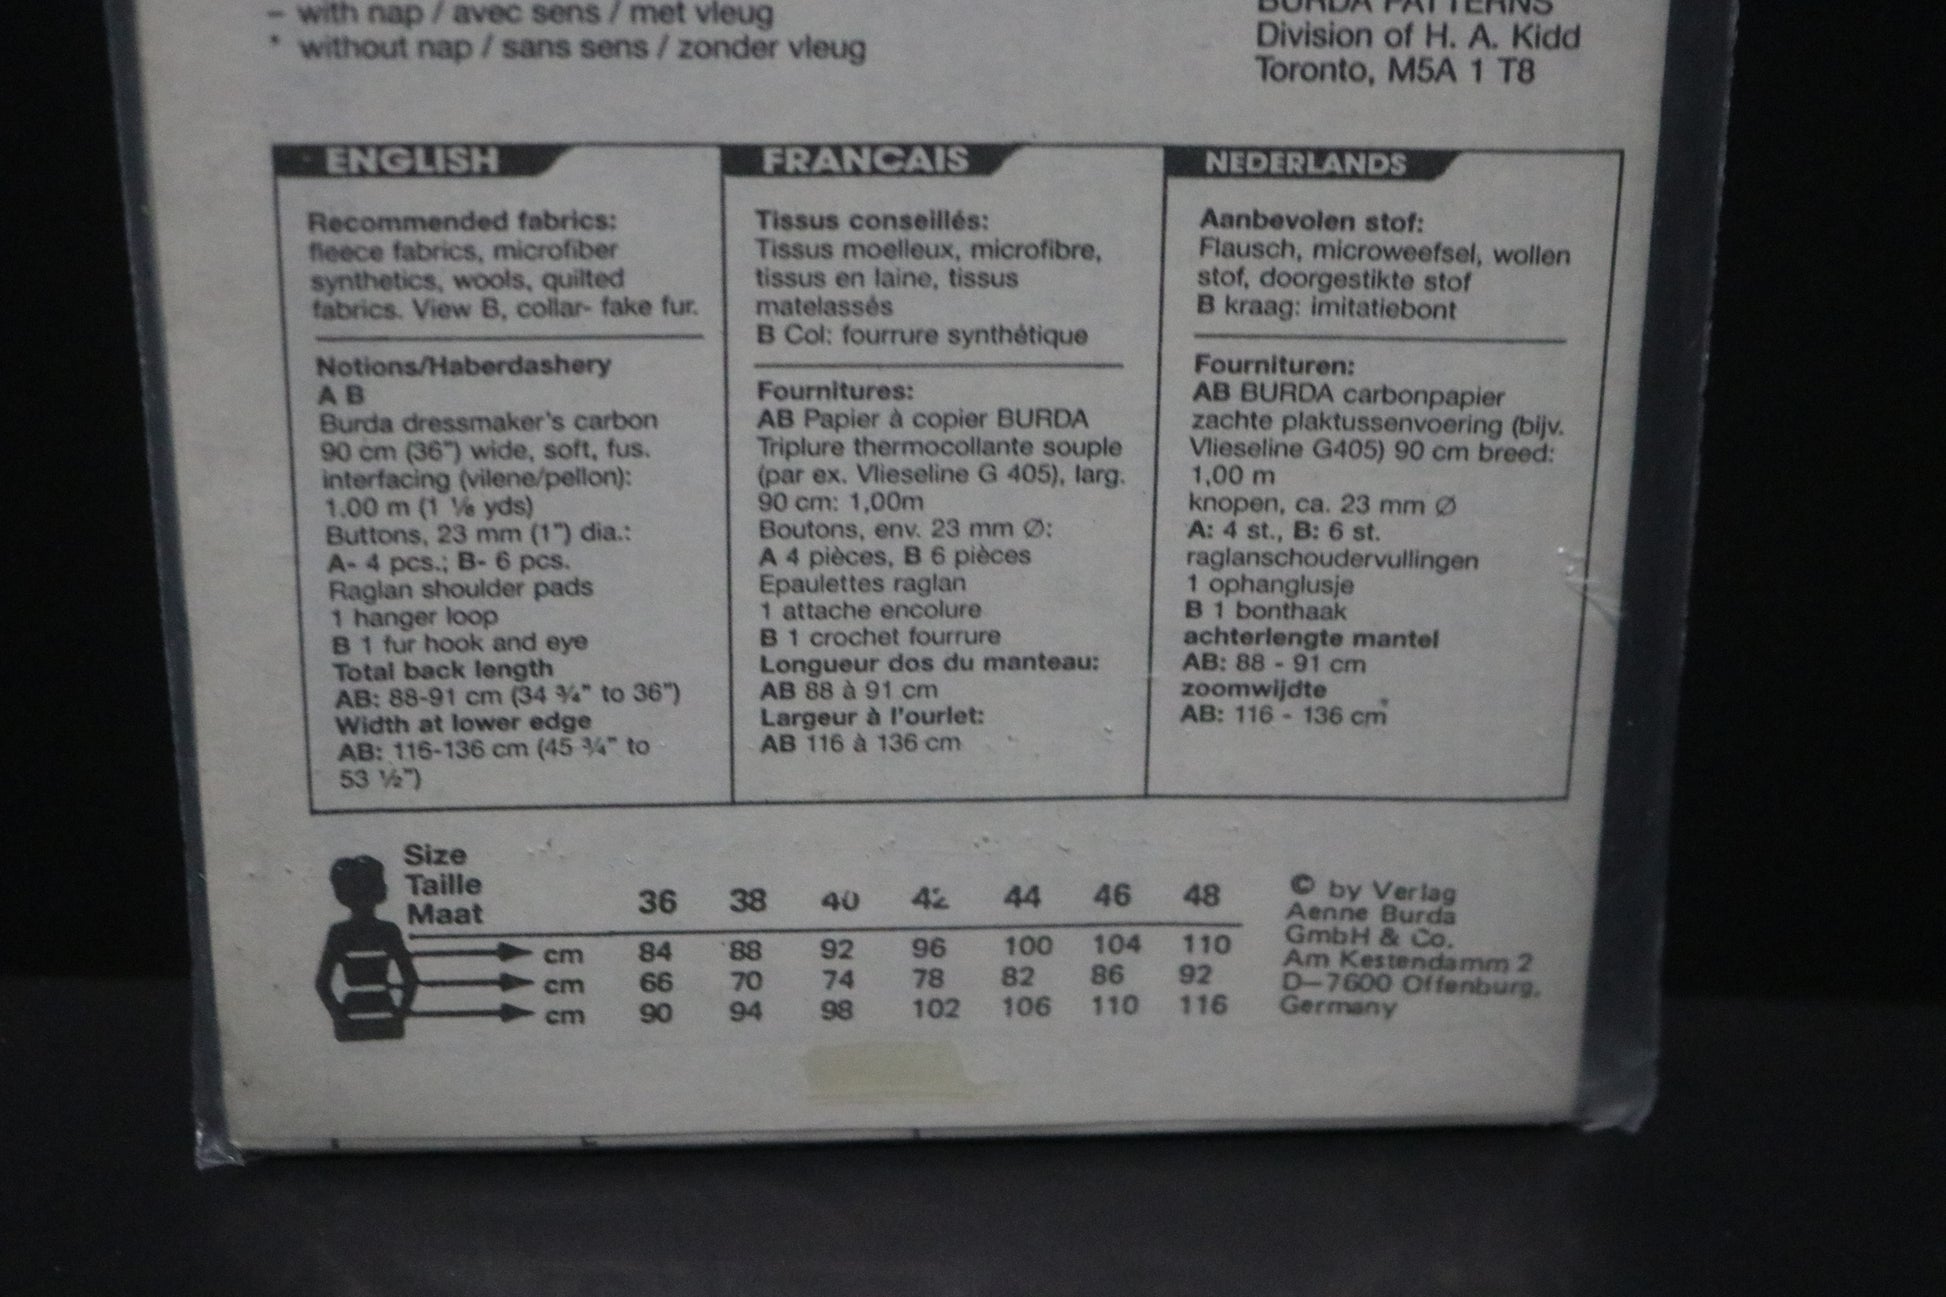 – with nap / avec sens / met vleug
* without nap / sans sens / zonder vleug
BURDA PATTERNS
Division of H. A. Kidd
Toronto, M5A 1 T8
ENGLISH
Recommended fabrics:
fleece fabrics, microfiber
synthetics, wools, quilted
fabrics. View B, collar- fake fur.
Notions/Haberdashery
A B
Burda dressmaker's carbon
90 cm (36") wide, soft, fus.
interfacing (vilene/pellon):
1.00 m (1 ⅛ yds)
Buttons, 23 mm (1") dia.:
A- 4 pcs.; B- 6 pcs.
Raglan shoulder pads
1 hanger loop
B 1 fur hook and eye
Total back length
AB: 88-91 cm (34 ¾" to 36")
Width at lower edge
AB: 116-136 cm (45 ¾" to
53 ½")
FRANCAIS
Tissus conseillés:
Tissus moelleux, microfibre,
tissus en laine, tissus
matelassés
B Col: fourrure synthétique
Fournitures:
AB Papier à copier BURDA
Triplure thermocollante souple
(par ex. Vlieseline G 405), larg.
90 cm: 1,00m
Boutons, env. 23 mm Ø:
A 4 pièces, B 6 pièces
Epaulettes raglan
1 attache encolure
B 1 crochet fourrure
Longueur dos du manteau:
AB 88 à 91 cm
Largeur à l'ourlet:
AB 116 à 136 cm
NEDERLANDS
Aanbevolen stof:
Flausch, microweefsel, wollen
stof, doorgestikte stof
B kraag: imitatiebont
Fournituren:
AB BURDA carbonpapier
zachte plaktussenvoering (bijv.
Vlieseline G405) 90 cm breed:
1,00 m
knopen, ca. 23 mm Ø
A: 4 st., B: 6 st.
raglanschoudervullingen
1 ophanglusje
B 1 bonthaak
achterlengte mantel
AB: 88 - 91 cm
zoomwijdte
AB: 116 - 136 cm
Size
Taille
Maat
36 38 40 42 44 46 48
cm 84 88 92 96 100 104 110
cm 66 70 74 78 82 86 92
cm 90 94 98 102 106 110 116
© by Verlag
Aenne Burda
GmbH & Co.
Am Kestendamm 2
D–7600 Offenburg.
Germany